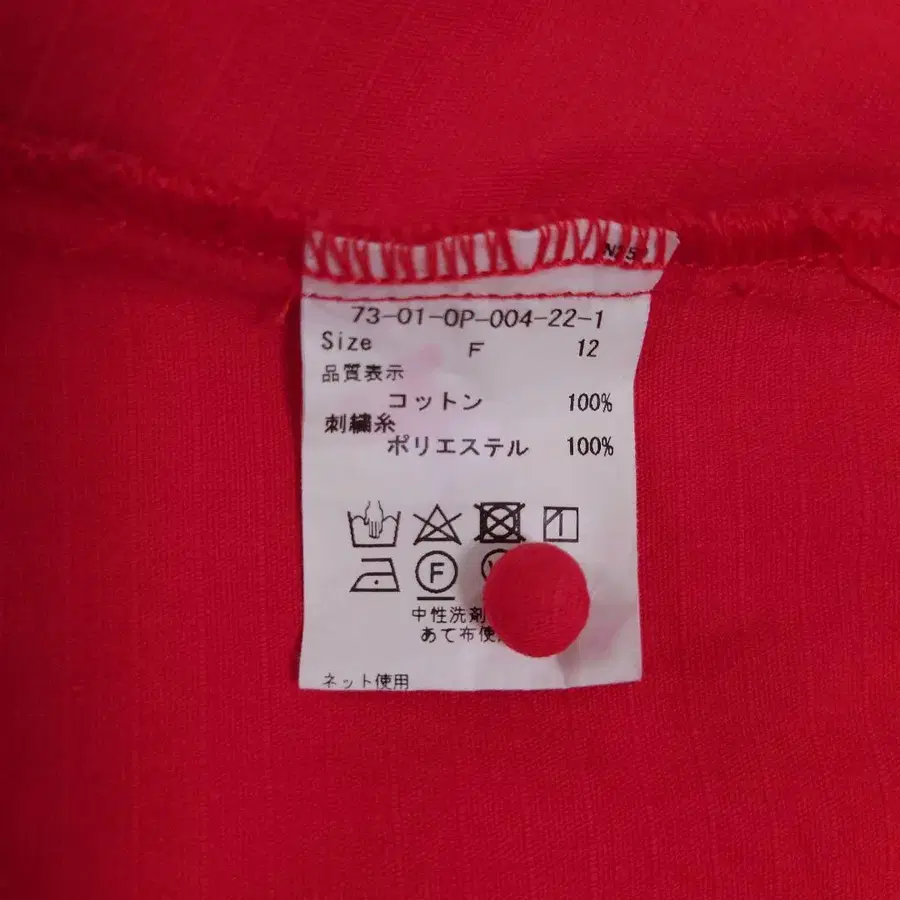 N°5
73-01-OP-004-22-1
Size F 12
品質表示
コットン 100%
刺繍糸
ポリエステル 100%
F
中性洗剤
あて布使
ネット使用